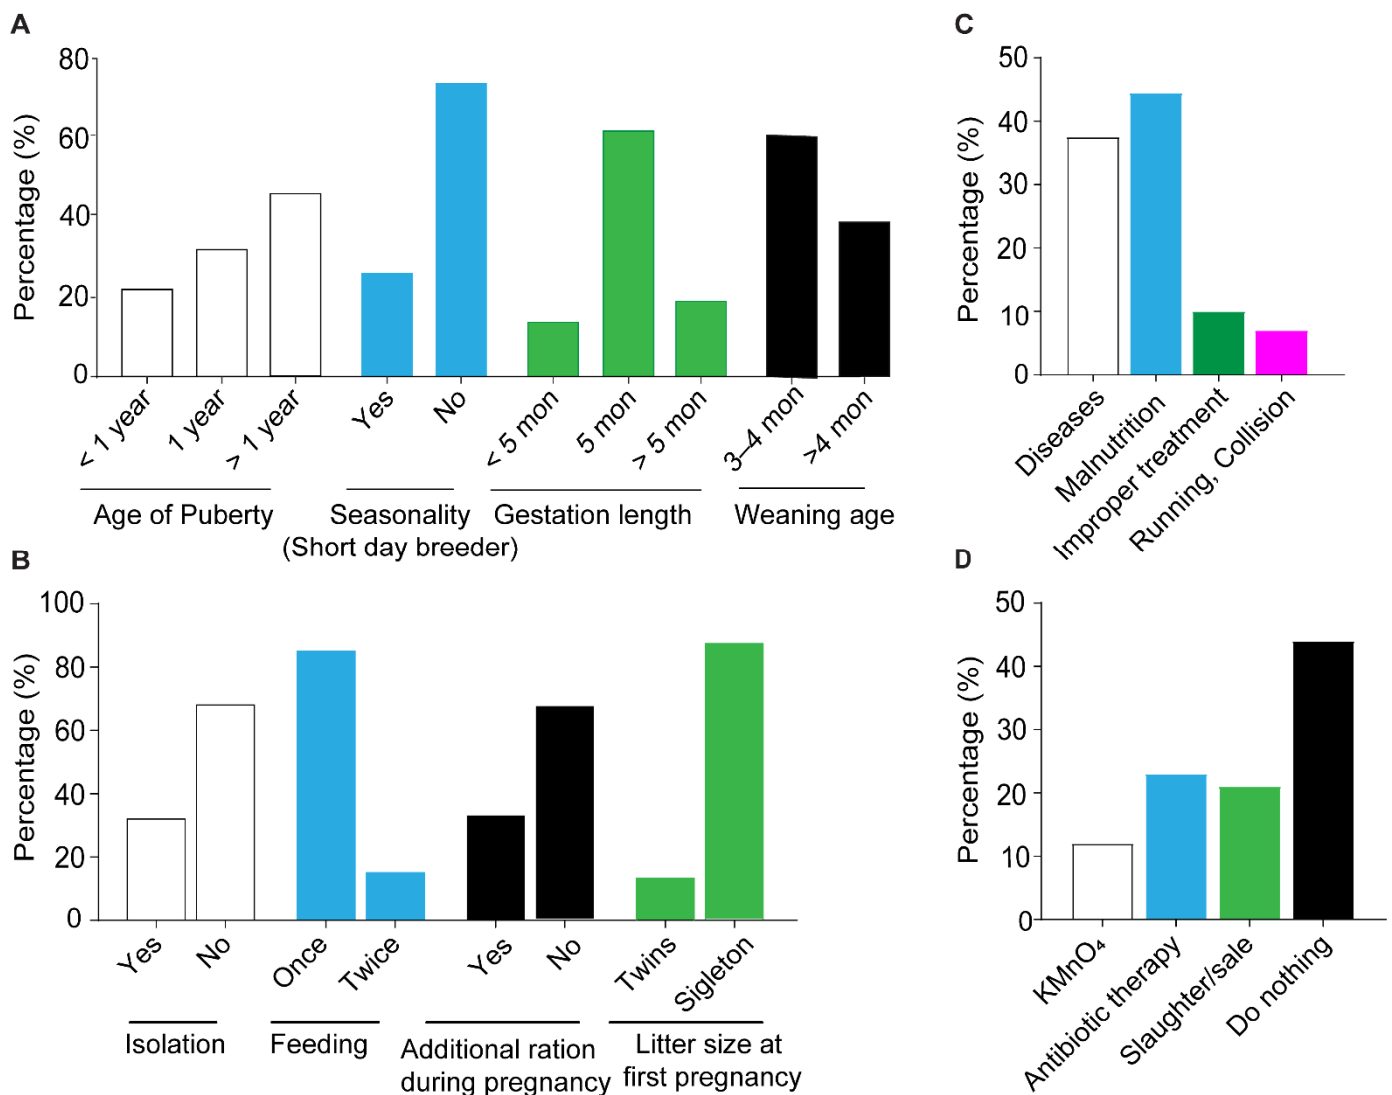 A
Percentage (%)
80
60
40
20
0
< 1 year
1 year
> 1 year
Yes
No
< 5 mon
5 mon
> 5 mon
3–4 mon
>4 mon
Age of Puberty
Seasonality
(Short day breeder)
Gestation length
Weaning age
B
Percentage (%)
100
80
60
40
20
0
Yes
No
Once
Twice
Yes
No
Twins
Sigleton
Isolation
Feeding
Additional ration
during pregnancy
Litter size at
first pregnancy
C
Percentage (%)
50
40
30
20
10
0
Diseases
Malnutrition
Improper treatment
Running, Collision
D
Percentage (%)
50
40
30
20
10
0
KMnO₄
Antibiotic therapy
Slaughter/sale
Do nothing